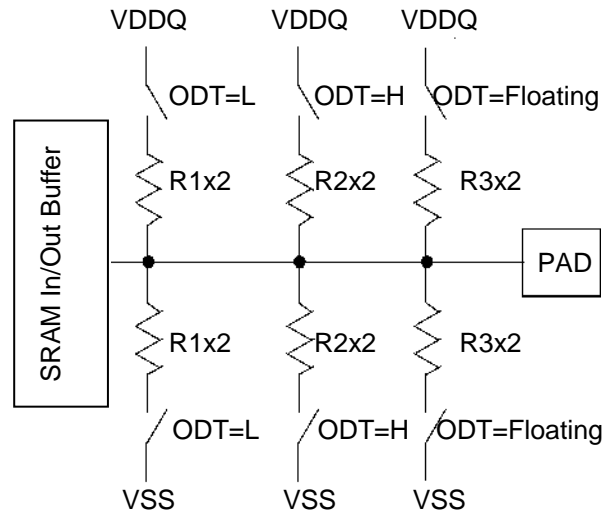 VDDQ VDDQ VDDQ
ODT=L ODT=H ODT=Floating
R1x2 R2x2 R3x2
SRAM In/Out Buffer
PAD
R1x2 R2x2 R3x2
ODT=L ODT=H ODT=Floating
VSS VSS VSS